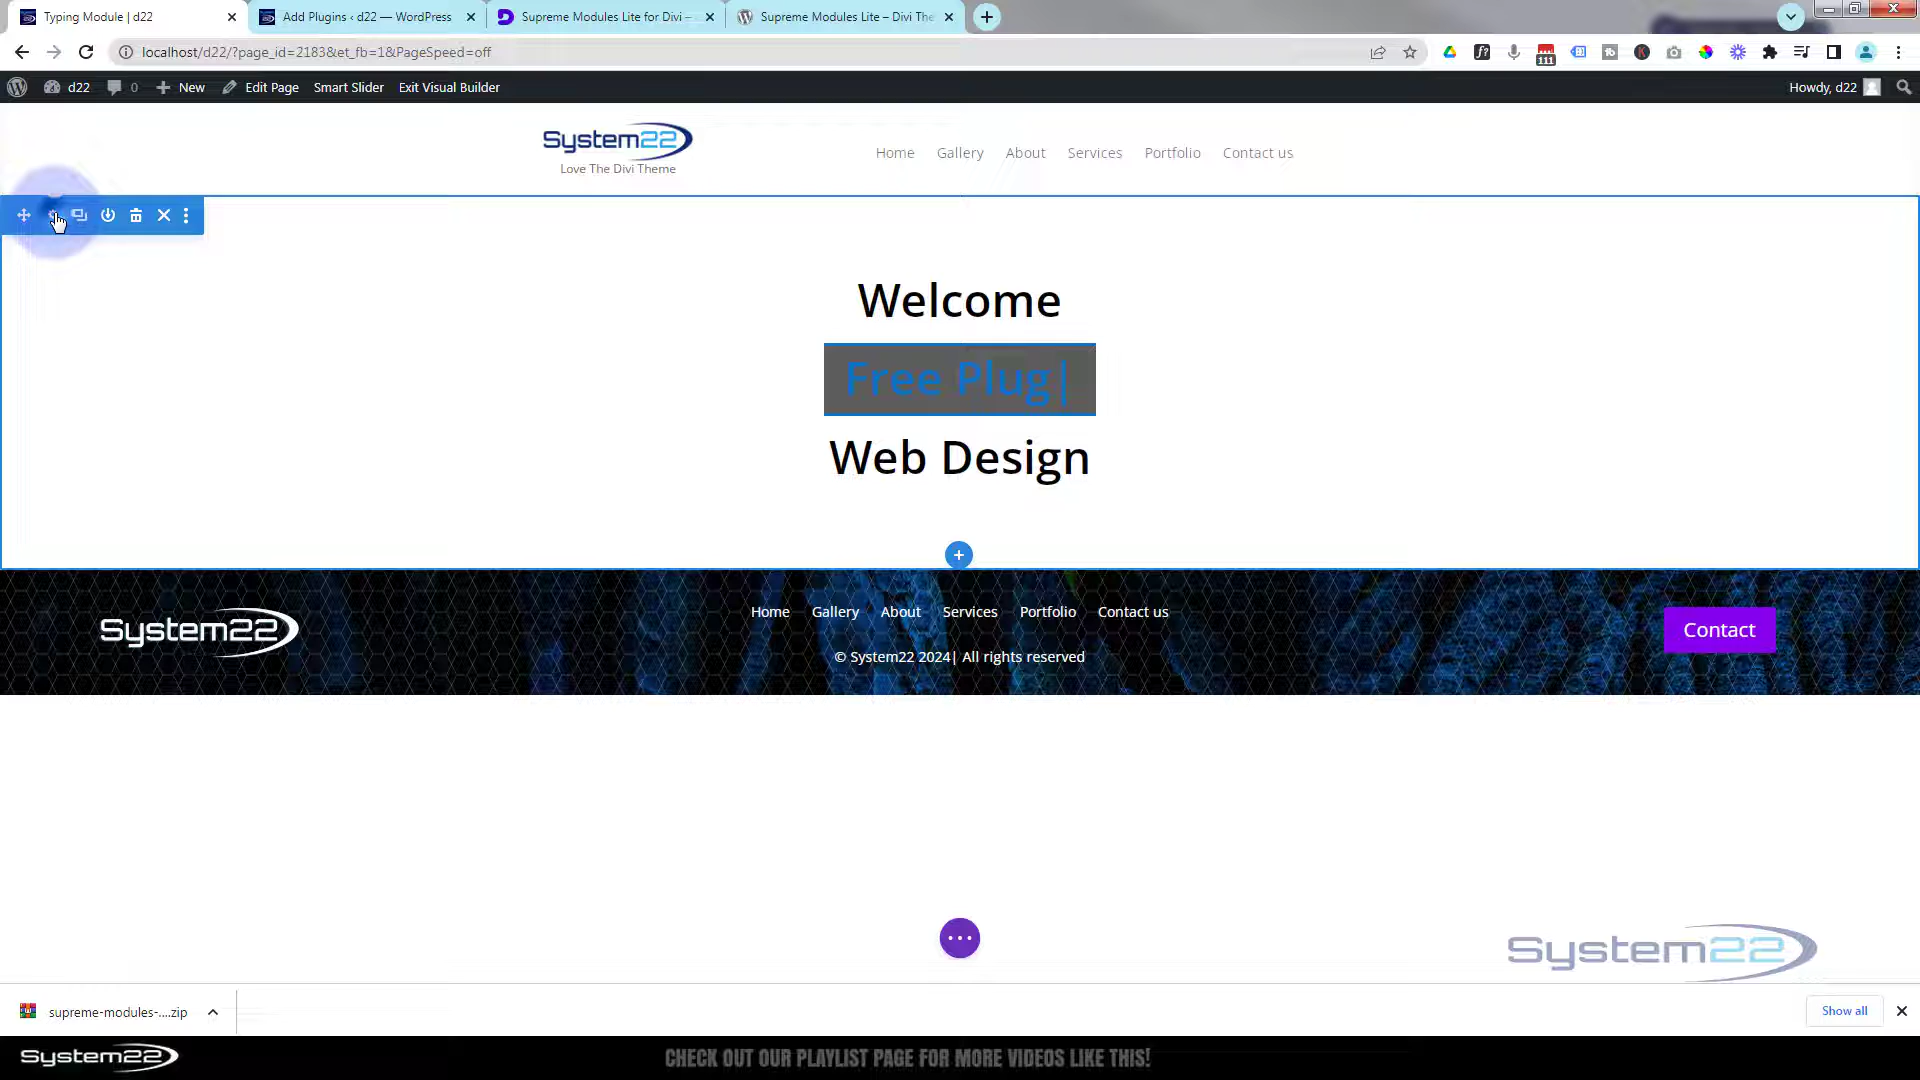 Typing Module | d22
Add Plugins ‹ d22 — WordPress
Supreme Modules Lite for Divi –
Supreme Modules Lite – Divi The
localhost/d22/?page_id=2183&et_fb=1&PageSpeed=off
111
d22
0
New
Edit Page
Smart Slider
Exit Visual Builder
Howdy, d22
System22
Love The Divi Theme
Home
Gallery
About
Services
Portfolio
Contact us
Welcome
Free Plug|
Web Design
System22
Home
Gallery
About
Services
Portfolio
Contact us
© System22 2024| All rights reserved
Contact
System22
supreme-modules-....zip
Show all
System22
CHECK OUT OUR PLAYLIST PAGE FOR MORE VIDEOS LIKE THIS!